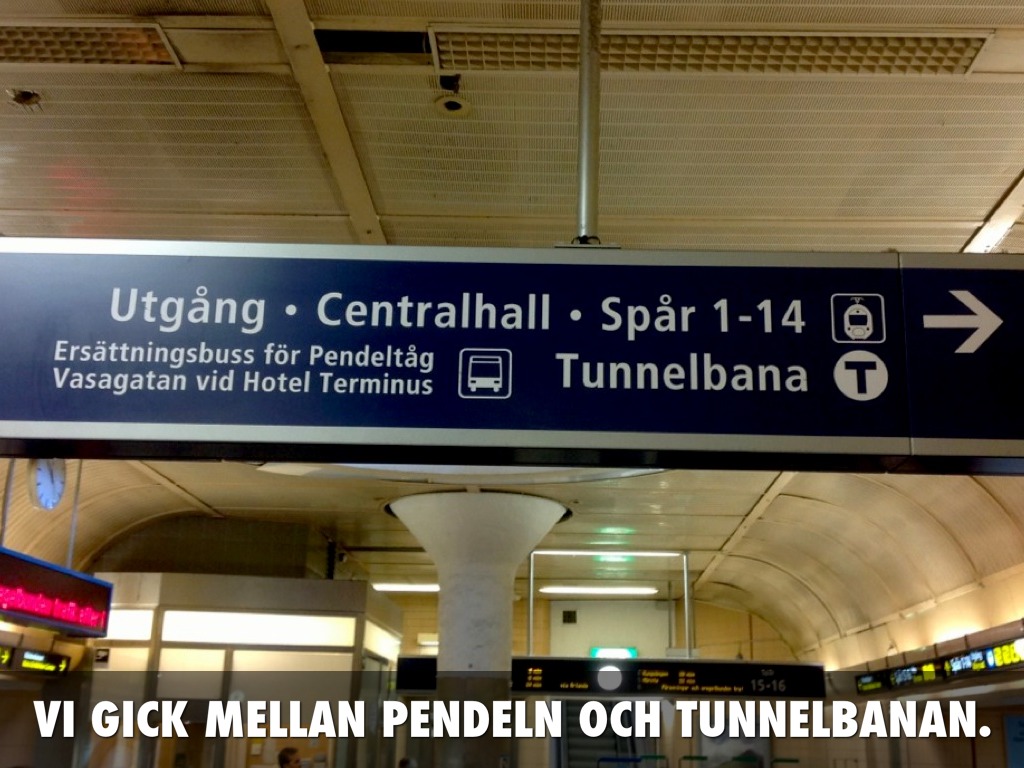 Utgång • Centralhall • Spår 1-14
Ersättningsbuss för Pendeltåg
Vasagatan vid Hotel Terminus
Tunnelbana
T
15-16
VI GICK MELLAN PENDELN OCH TUNNELBANAN.